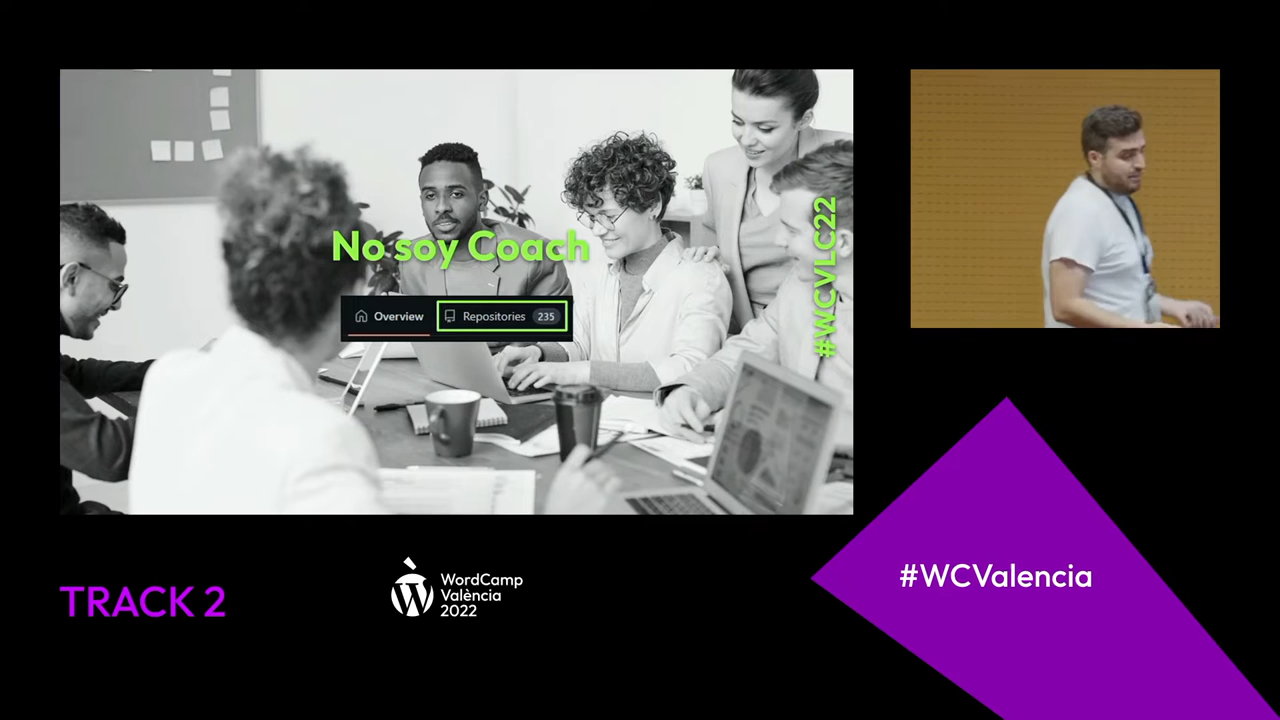 No soy Coach
Overview
Repositories 235
#WCVLC22
TRACK 2
WordCamp
València
2022
#WCValencia